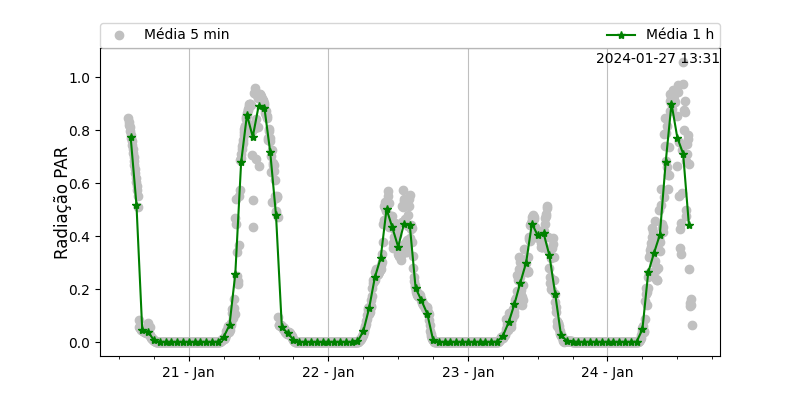 Média 5 min
Média 1 h
2024-01-27 13:31
1.0
0.8
0.6
0.4
0.2
0.0
Radiação PAR
21 - Jan
22 - Jan
23 - Jan
24 - Jan